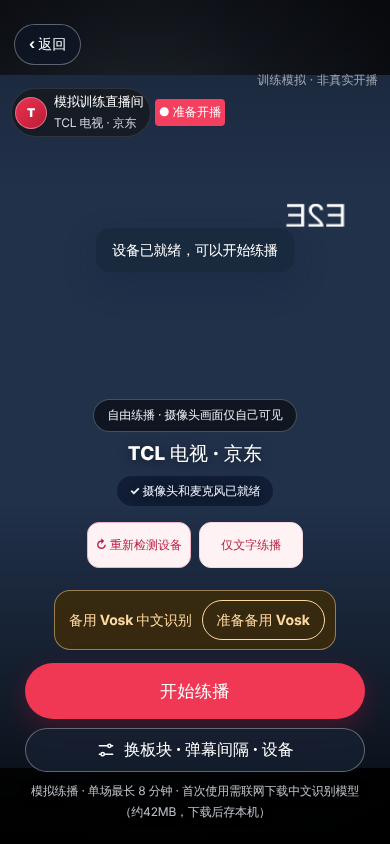 ‹ 返回
训练模拟 · 非真实开播
T
模拟训练直播间
TCL 电视 · 京东
● 准备开播
E2E
设备已就绪，可以开始练播
自由练播 · 摄像头画面仅自己可见
TCL 电视 · 京东
✓ 摄像头和麦克风已就绪
↻ 重新检测设备
仅文字练播
备用 Vosk 中文识别
准备备用 Vosk
开始练播
换板块 · 弹幕间隔 · 设备
模拟练播 · 单场最长 8 分钟 · 首次使用需联网下载中文识别模型
（约42MB，下载后存本机）